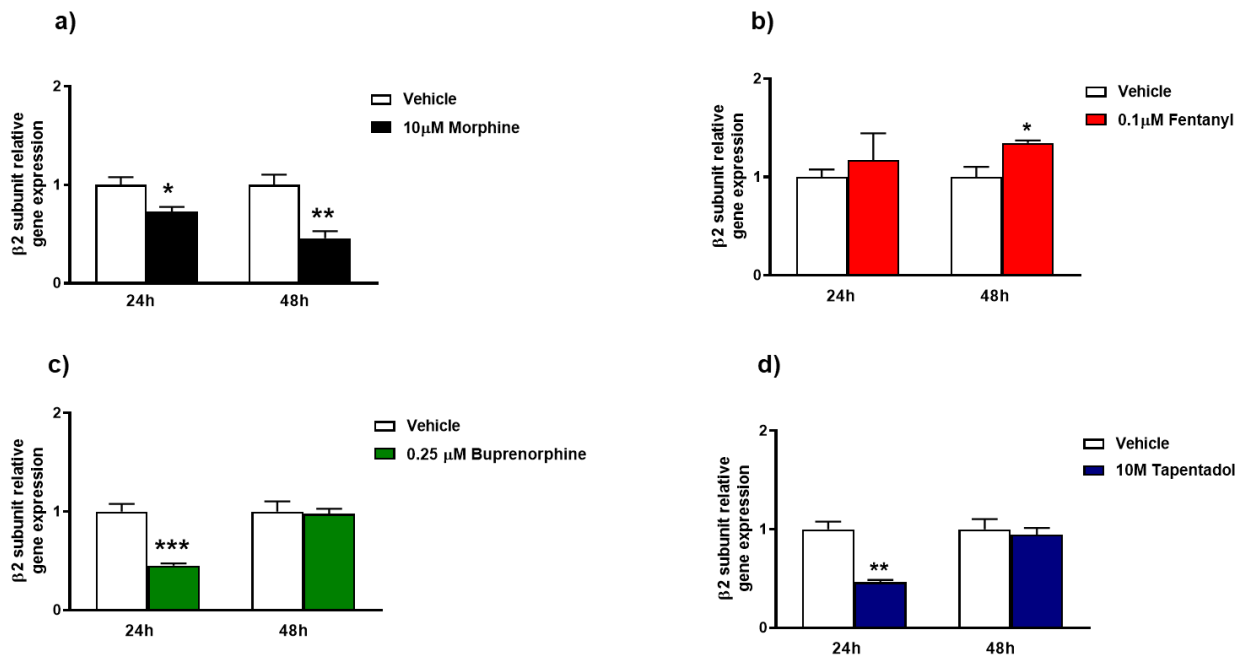 a)
2
1
0
β2 subunit relative
gene expression
Vehicle
10μM Morphine
*
**
24h
48h
b)
2
1
0
β2 subunit relative
gene expression
Vehicle
0.1μM Fentanyl
*
24h
48h
c)
2
1
0
β2 subunit relative
gene expression
Vehicle
0.25 μM Buprenorphine
***
24h
48h
d)
2
1
0
β2 subunit relative
gene expression
Vehicle
10M Tapentadol
**
24h
48h